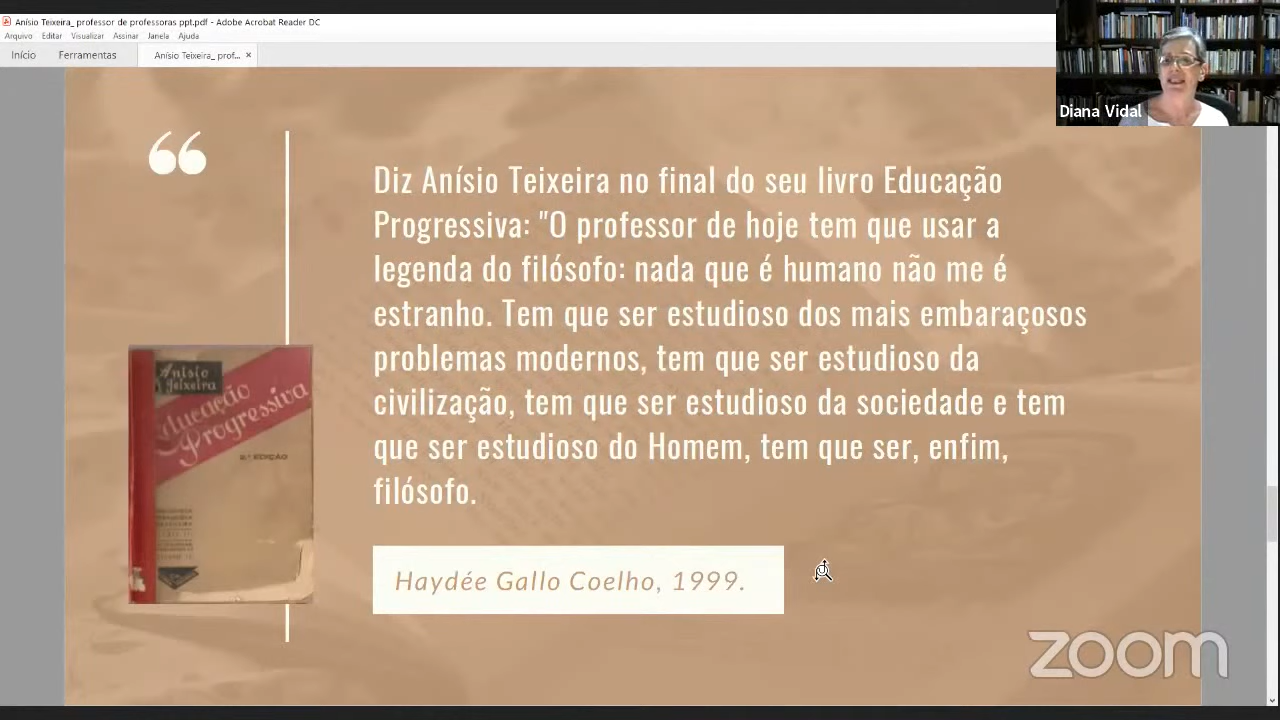 Anísio Teixeira_ professor de professoras ppt.pdf - Adobe Acrobat Reader DC
Arquivo Editar Visualizar Assinar Janela Ajuda
Início Ferramentas Anísio Teixeira_ prof... ×
Diana Vidal
Diz Anísio Teixeira no final do seu livro Educação
Progressiva: "O professor de hoje tem que usar a
legenda do filósofo: nada que é humano não me é
estranho. Tem que ser estudioso dos mais embaraçosos
problemas modernos, tem que ser estudioso da
civilização, tem que ser estudioso da sociedade e tem
que ser estudioso do Homem, tem que ser, enfim,
filósofo.
Anísio
Teixeira
Educação
Progressiva
2.ª EDIÇÃO
Haydée Gallo Coelho, 1999.
zoom